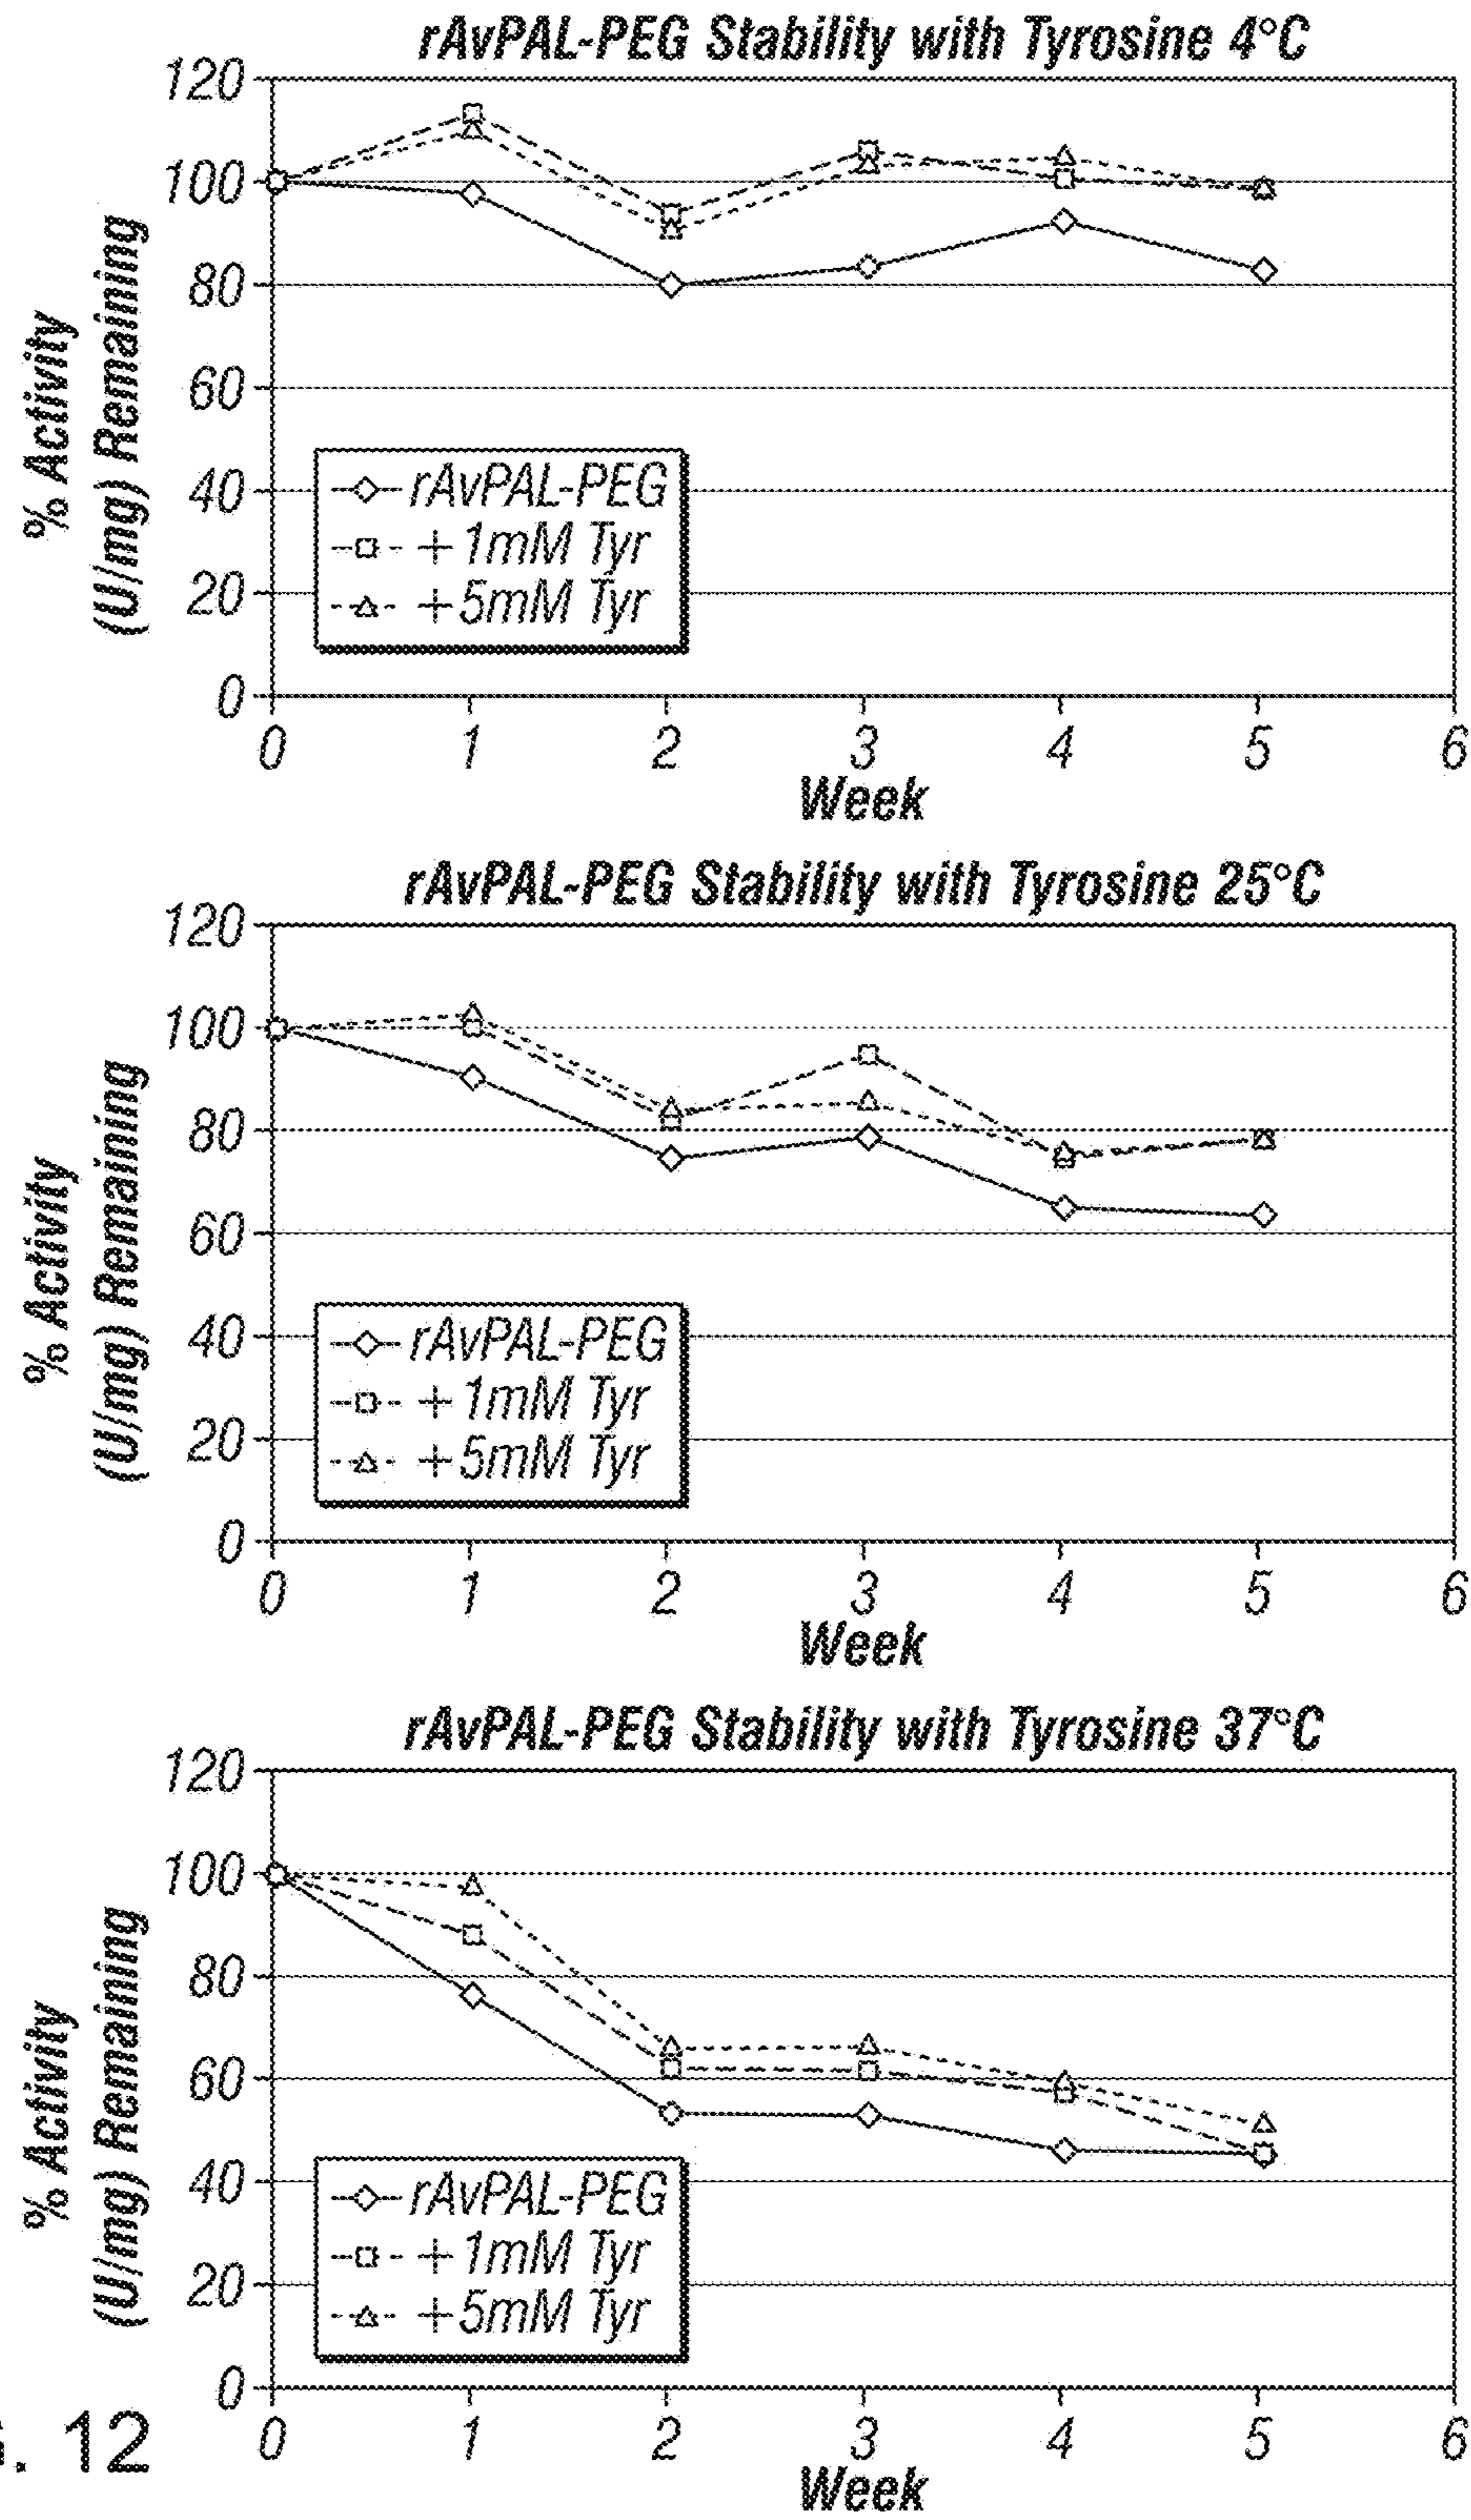 rAvPAL-PEG Stability with Tyrosine 4°C
120
100
80
60
40
20
0
% Activity
(U/mg) Remaining
rAvPAL-PEG
+1mM Tyr
+5mM Tyr
0 1 2 3 4 5 6
Week
rAvPAL-PEG Stability with Tyrosine 25°C
120
100
80
60
40
20
0
% Activity
(U/mg) Remaining
rAvPAL-PEG
+1mM Tyr
+5mM Tyr
0 1 2 3 4 5 6
Week
rAvPAL-PEG Stability with Tyrosine 37°C
120
100
80
60
40
20
0
% Activity
(U/mg) Remaining
rAvPAL-PEG
+1mM Tyr
+5mM Tyr
0 1 2 3 4 5 6
Week
. 12